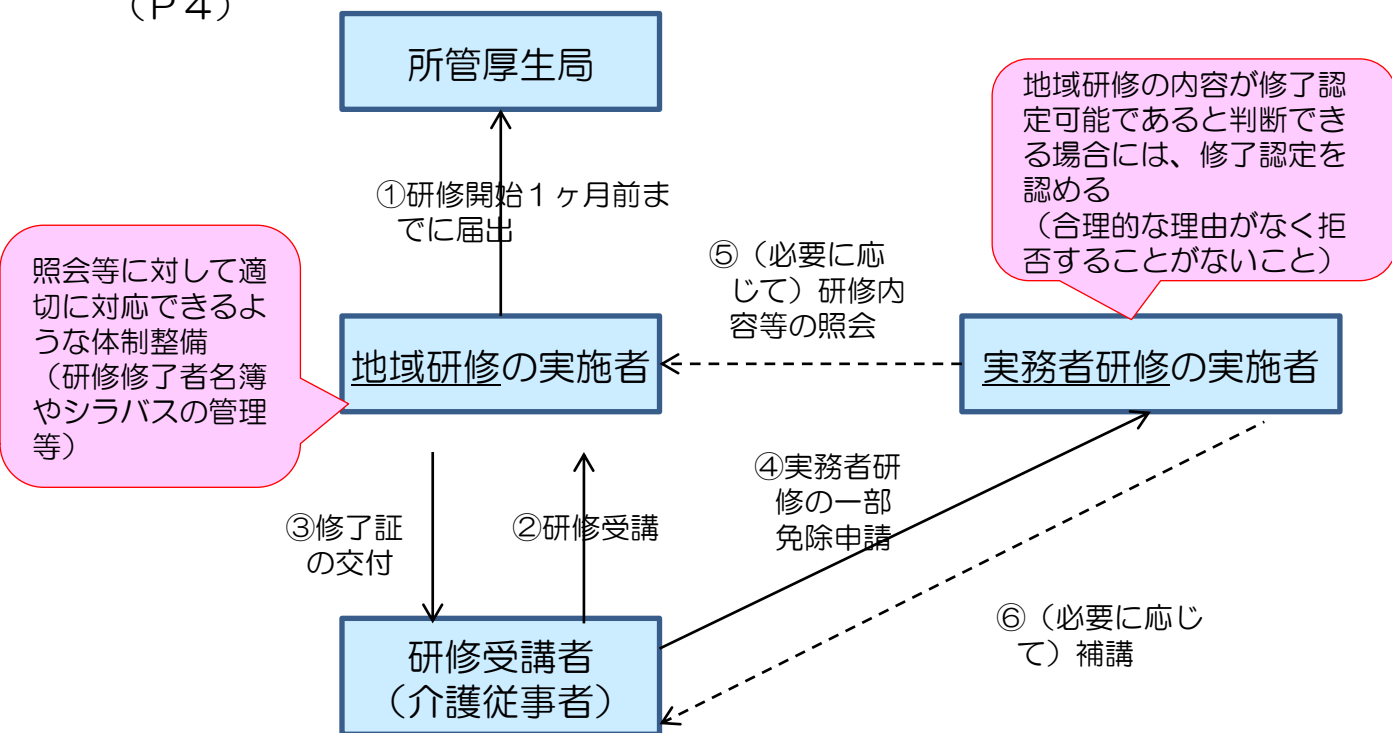 （Ｐ４）
所管厚生局
地域研修の内容が修了認
定可能であると判断でき
る場合には、修了認定を
認める
（合理的な理由がなく拒
否することがないこと）
①研修開始１ヶ月前ま
でに届出
照会等に対して適
切に対応できるよ
うな体制整備
（研修修了者名簿
やシラバスの管理
等）
⑤（必要に応
じて）研修内
容等の照会
地域研修の実施者
実務者研修の実施者
③修了証
の交付
②研修受講
④実務者研
修の一部
免除申請
⑥（必要に応じ
て）補講
研修受講者
（介護従事者）